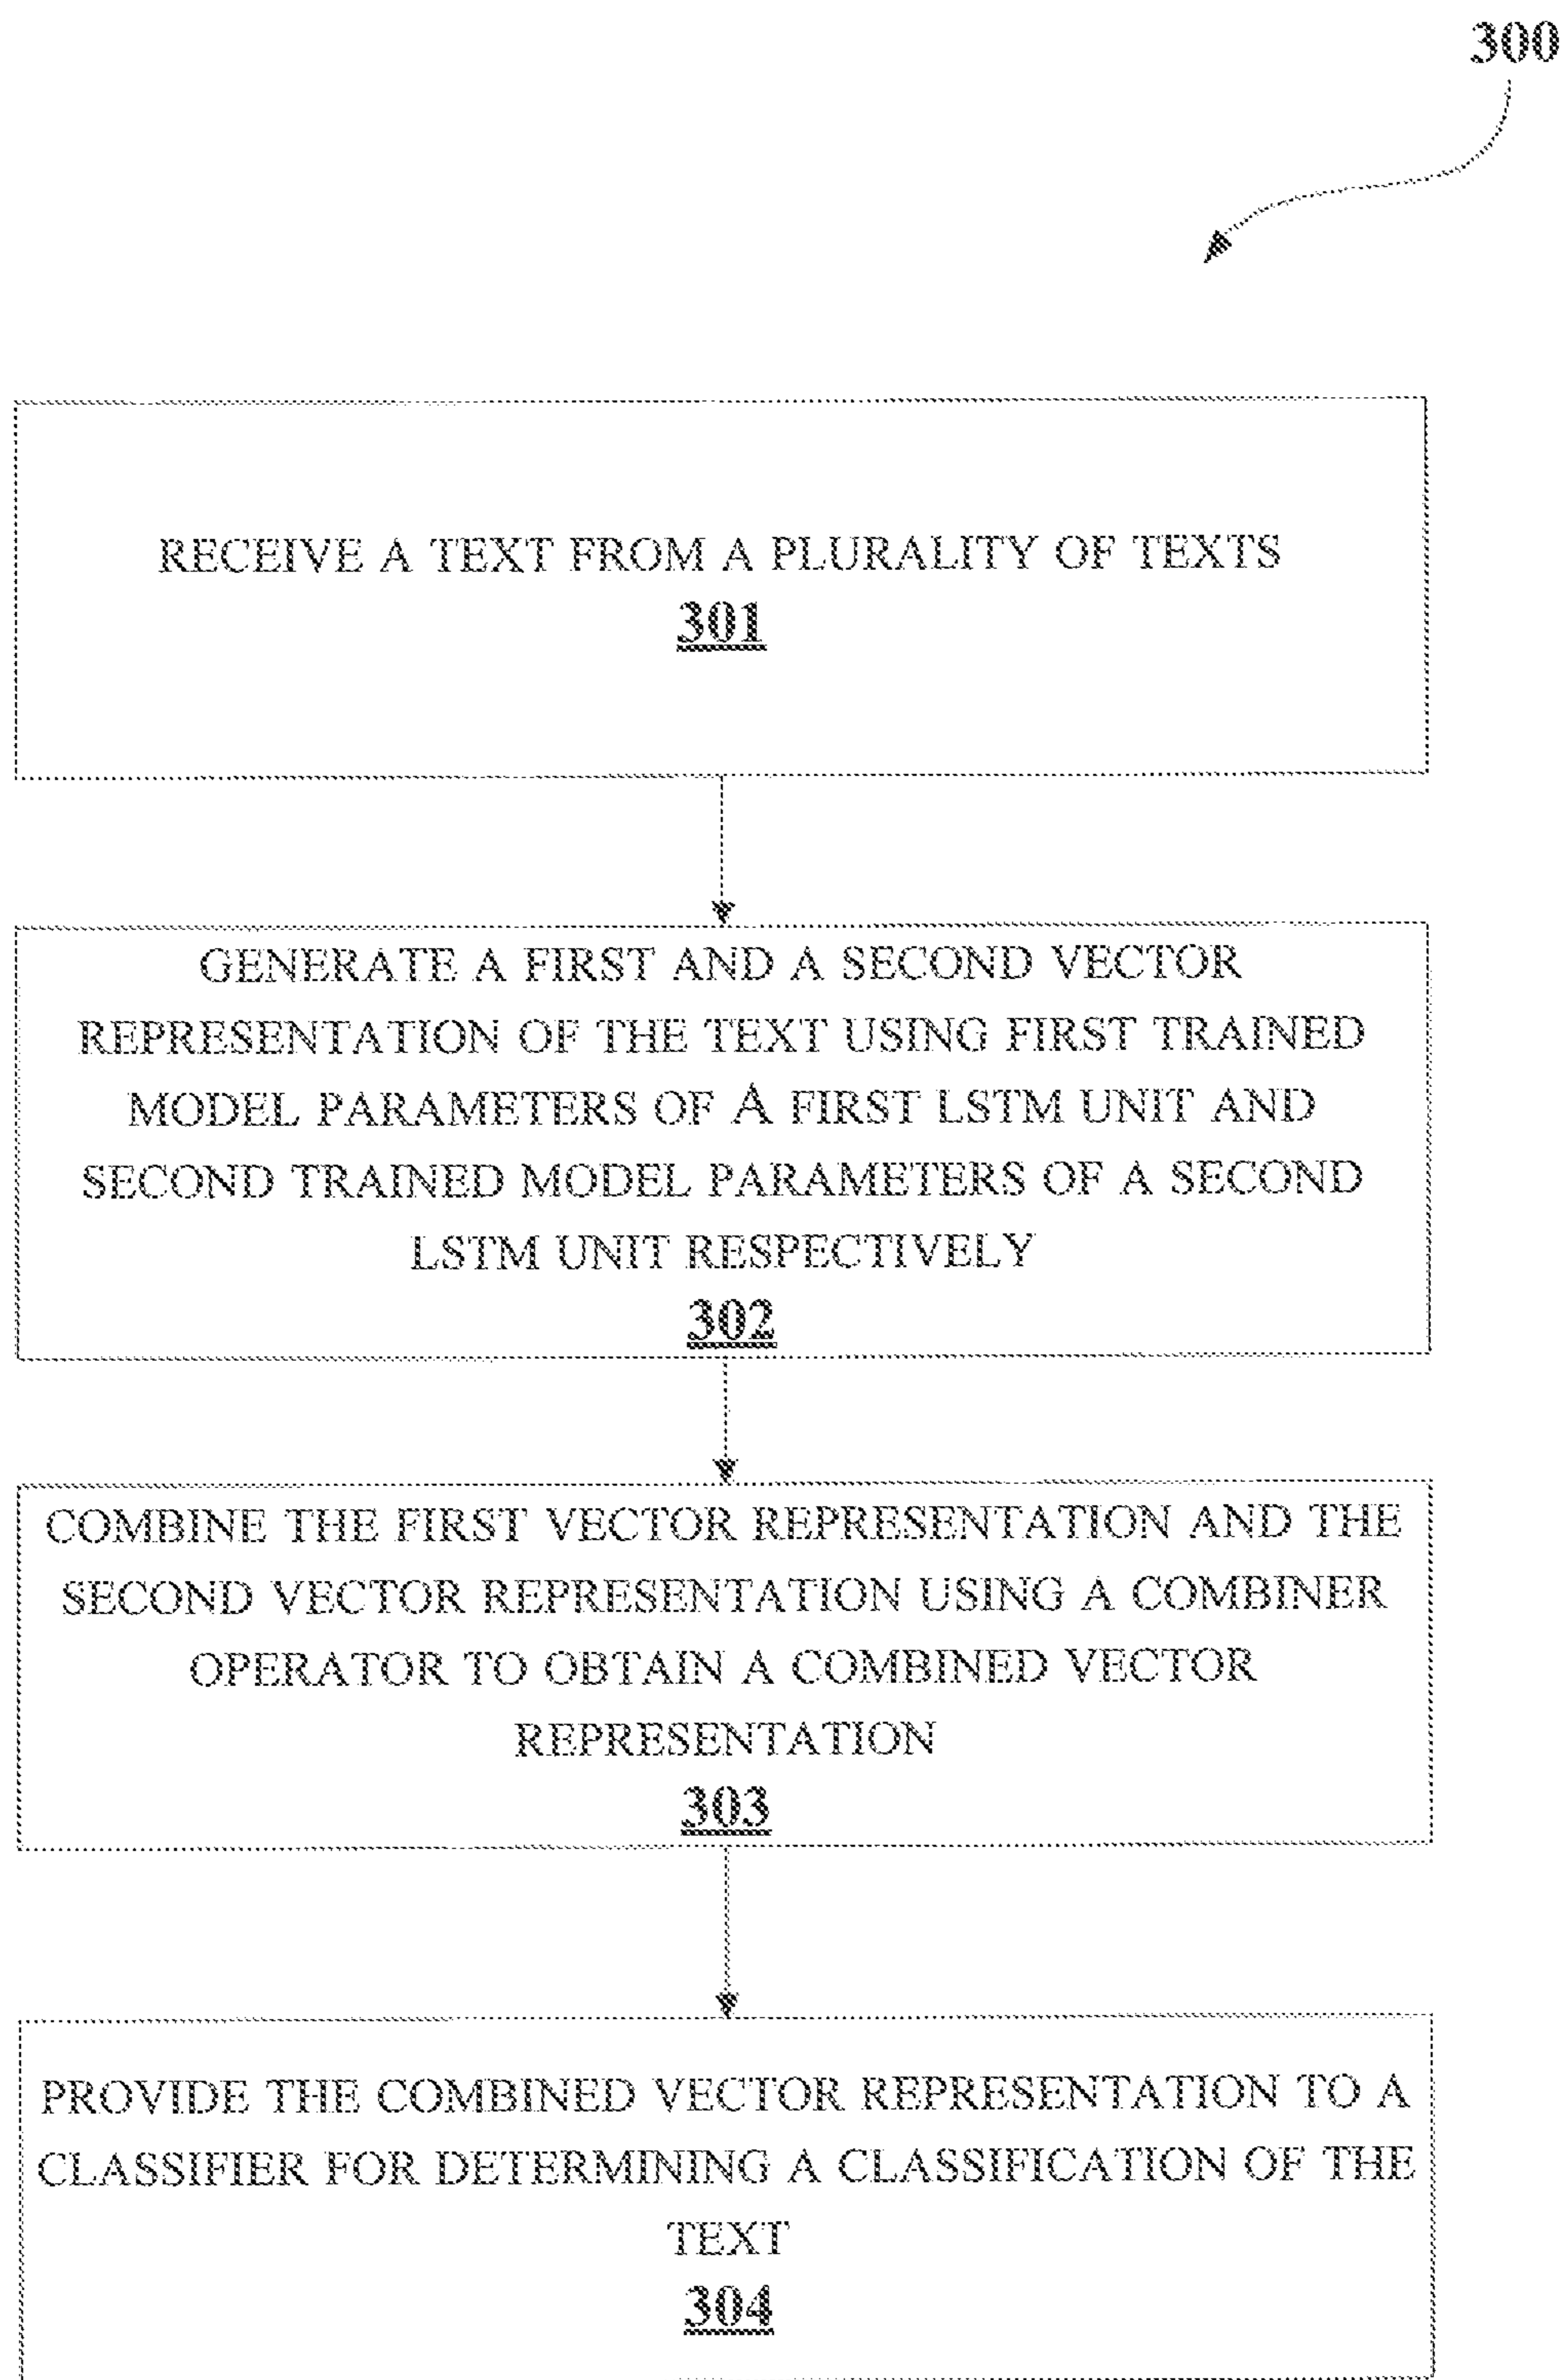 300
RECEIVE A TEXT FROM A PLURALITY OF TEXTS
301
GENERATE A FIRST AND A SECOND VECTOR
REPRESENTATION OF THE TEXT USING FIRST TRAINED
MODEL PARAMETERS OF A FIRST LSTM UNIT AND
SECOND TRAINED MODEL PARAMETERS OF A SECOND
LSTM UNIT RESPECTIVELY
302
COMBINE THE FIRST VECTOR REPRESENTATION AND THE
SECOND VECTOR REPRESENTATION USING A COMBINER
OPERATOR TO OBTAIN A COMBINED VECTOR
REPRESENTATION
303
PROVIDE THE COMBINED VECTOR REPRESENTATION TO A
CLASSIFIER FOR DETERMINING A CLASSIFICATION OF THE
TEXT
304